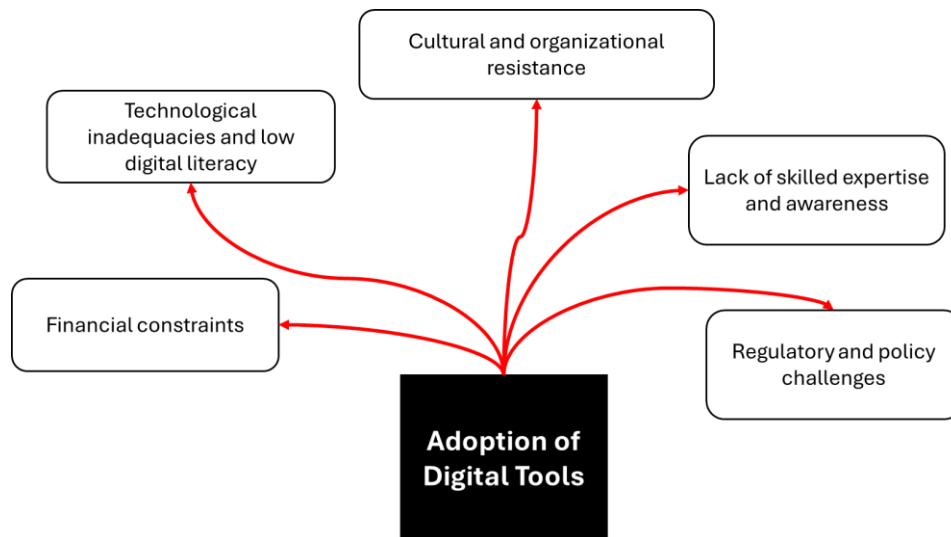 Cultural and organizational
resistance
Technological
inadequacies and low
digital literacy
Lack of skilled expertise
and awareness
Financial constraints
Regulatory and policy
challenges
Adoption of
Digital Tools